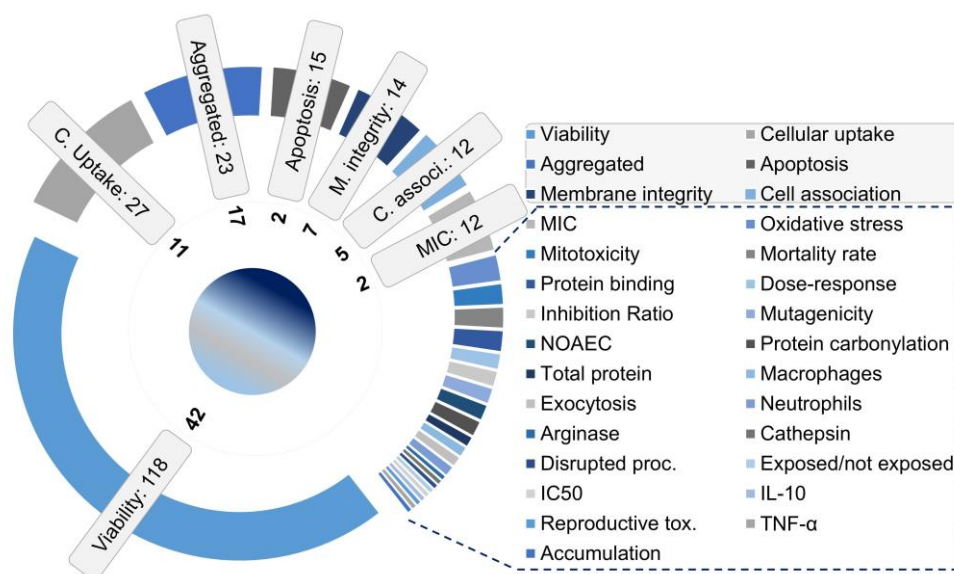 C. Uptake: 27
Aggregated: 23
Apoptosis: 15
M. integrity: 14
C. associ.: 12
MIC: 12
Viability: 118
11
17
2
7
5
2
42
Viability
Cellular uptake
Aggregated
Apoptosis
Membrane integrity
Cell association
MIC
Oxidative stress
Mitotoxicity
Mortality rate
Protein binding
Dose-response
Inhibition Ratio
Mutagenicity
NOAEC
Protein carbonylation
Total protein
Macrophages
Exocytosis
Neutrophils
Arginase
Cathepsin
Disrupted proc.
Exposed/not exposed
IC50
IL-10
Reproductive tox.
TNF-α
Accumulation